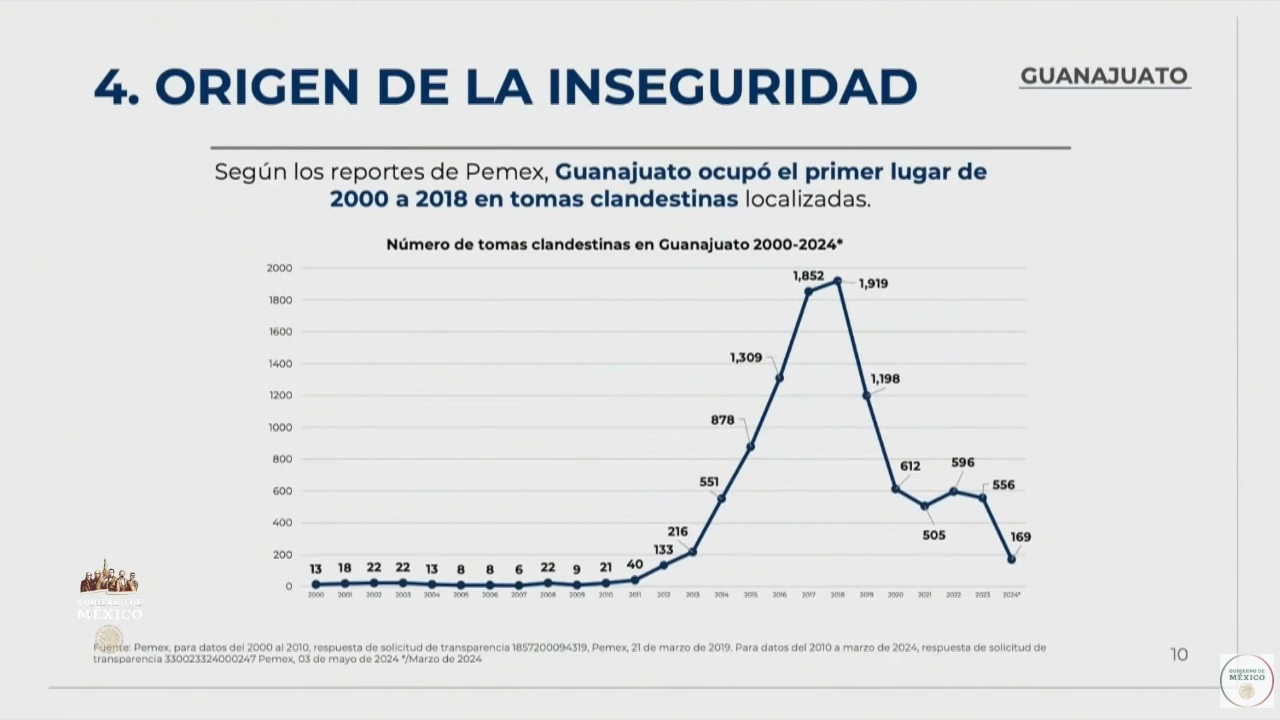 4. ORIGEN DE LA INSEGURIDAD
GUANAJUATO
Según los reportes de Pemex, Guanajuato ocupó el primer lugar de
2000 a 2018 en tomas clandestinas localizadas.
Número de tomas clandestinas en Guanajuato 2000-2024*
2000
1800
1600
1400
1200
1000
800
600
400
200
0
13 18 22 22 13 8 8 6 22 9 21 40 133 216 551 878 1,309 1,852 1,919 1,198 612 505 596 556 169
2000 2001 2002 2003 2004 2005 2006 2007 2008 2009 2010 2011 2012 2013 2014 2015 2016 2017 2018 2019 2020 2021 2022 2023 2024*
GOBIERNO DE
MÉXICO
Fuente: Pemex, para datos del 2000 al 2010, respuesta de solicitud de transparencia 1857200094319, Pemex, 21 de marzo de 2019. Para datos del 2010 a marzo de 2024, respuesta de solicitud de
transparencia 330023324000247 Pemex, 03 de mayo de 2024 */Marzo de 2024
10
GOBIERNO DE
MÉXICO